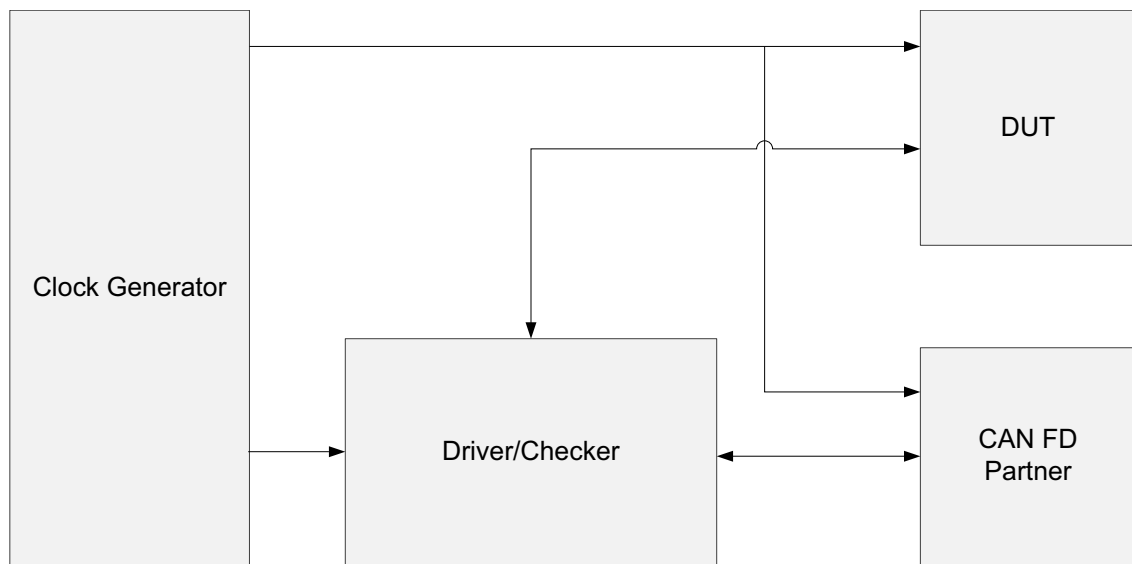 DUT
Clock Generator
Driver/Checker
CAN FD
Partner